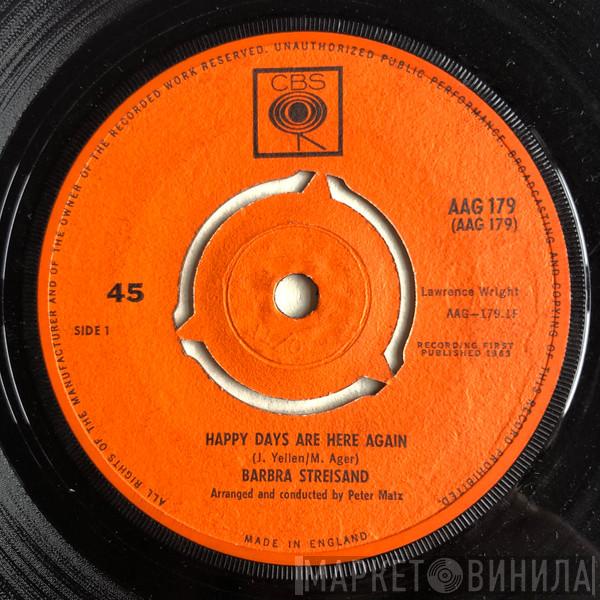 ALL RIGHTS OF THE MANUFACTURER AND OF THE OWNER OF THE RECORDED WORK RESERVED. UNAUTHORIZED PUBLIC PERFORMANCE, BROADCASTING AND COPYING OF THIS RECORD PROHIBITED.
CBS
AAG 179
(AAG 179)
45
Lawrence Wright
AAG—179.1F
SIDE 1
RECORDING FIRST
PUBLISHED 1963
HAPPY DAYS ARE HERE AGAIN
(J. Yellen/M. Ager)
BARBRA STREISAND
Arranged and conducted by Peter Matz
MADE IN ENGLAND
МАРКЕТ ВИНИЛА